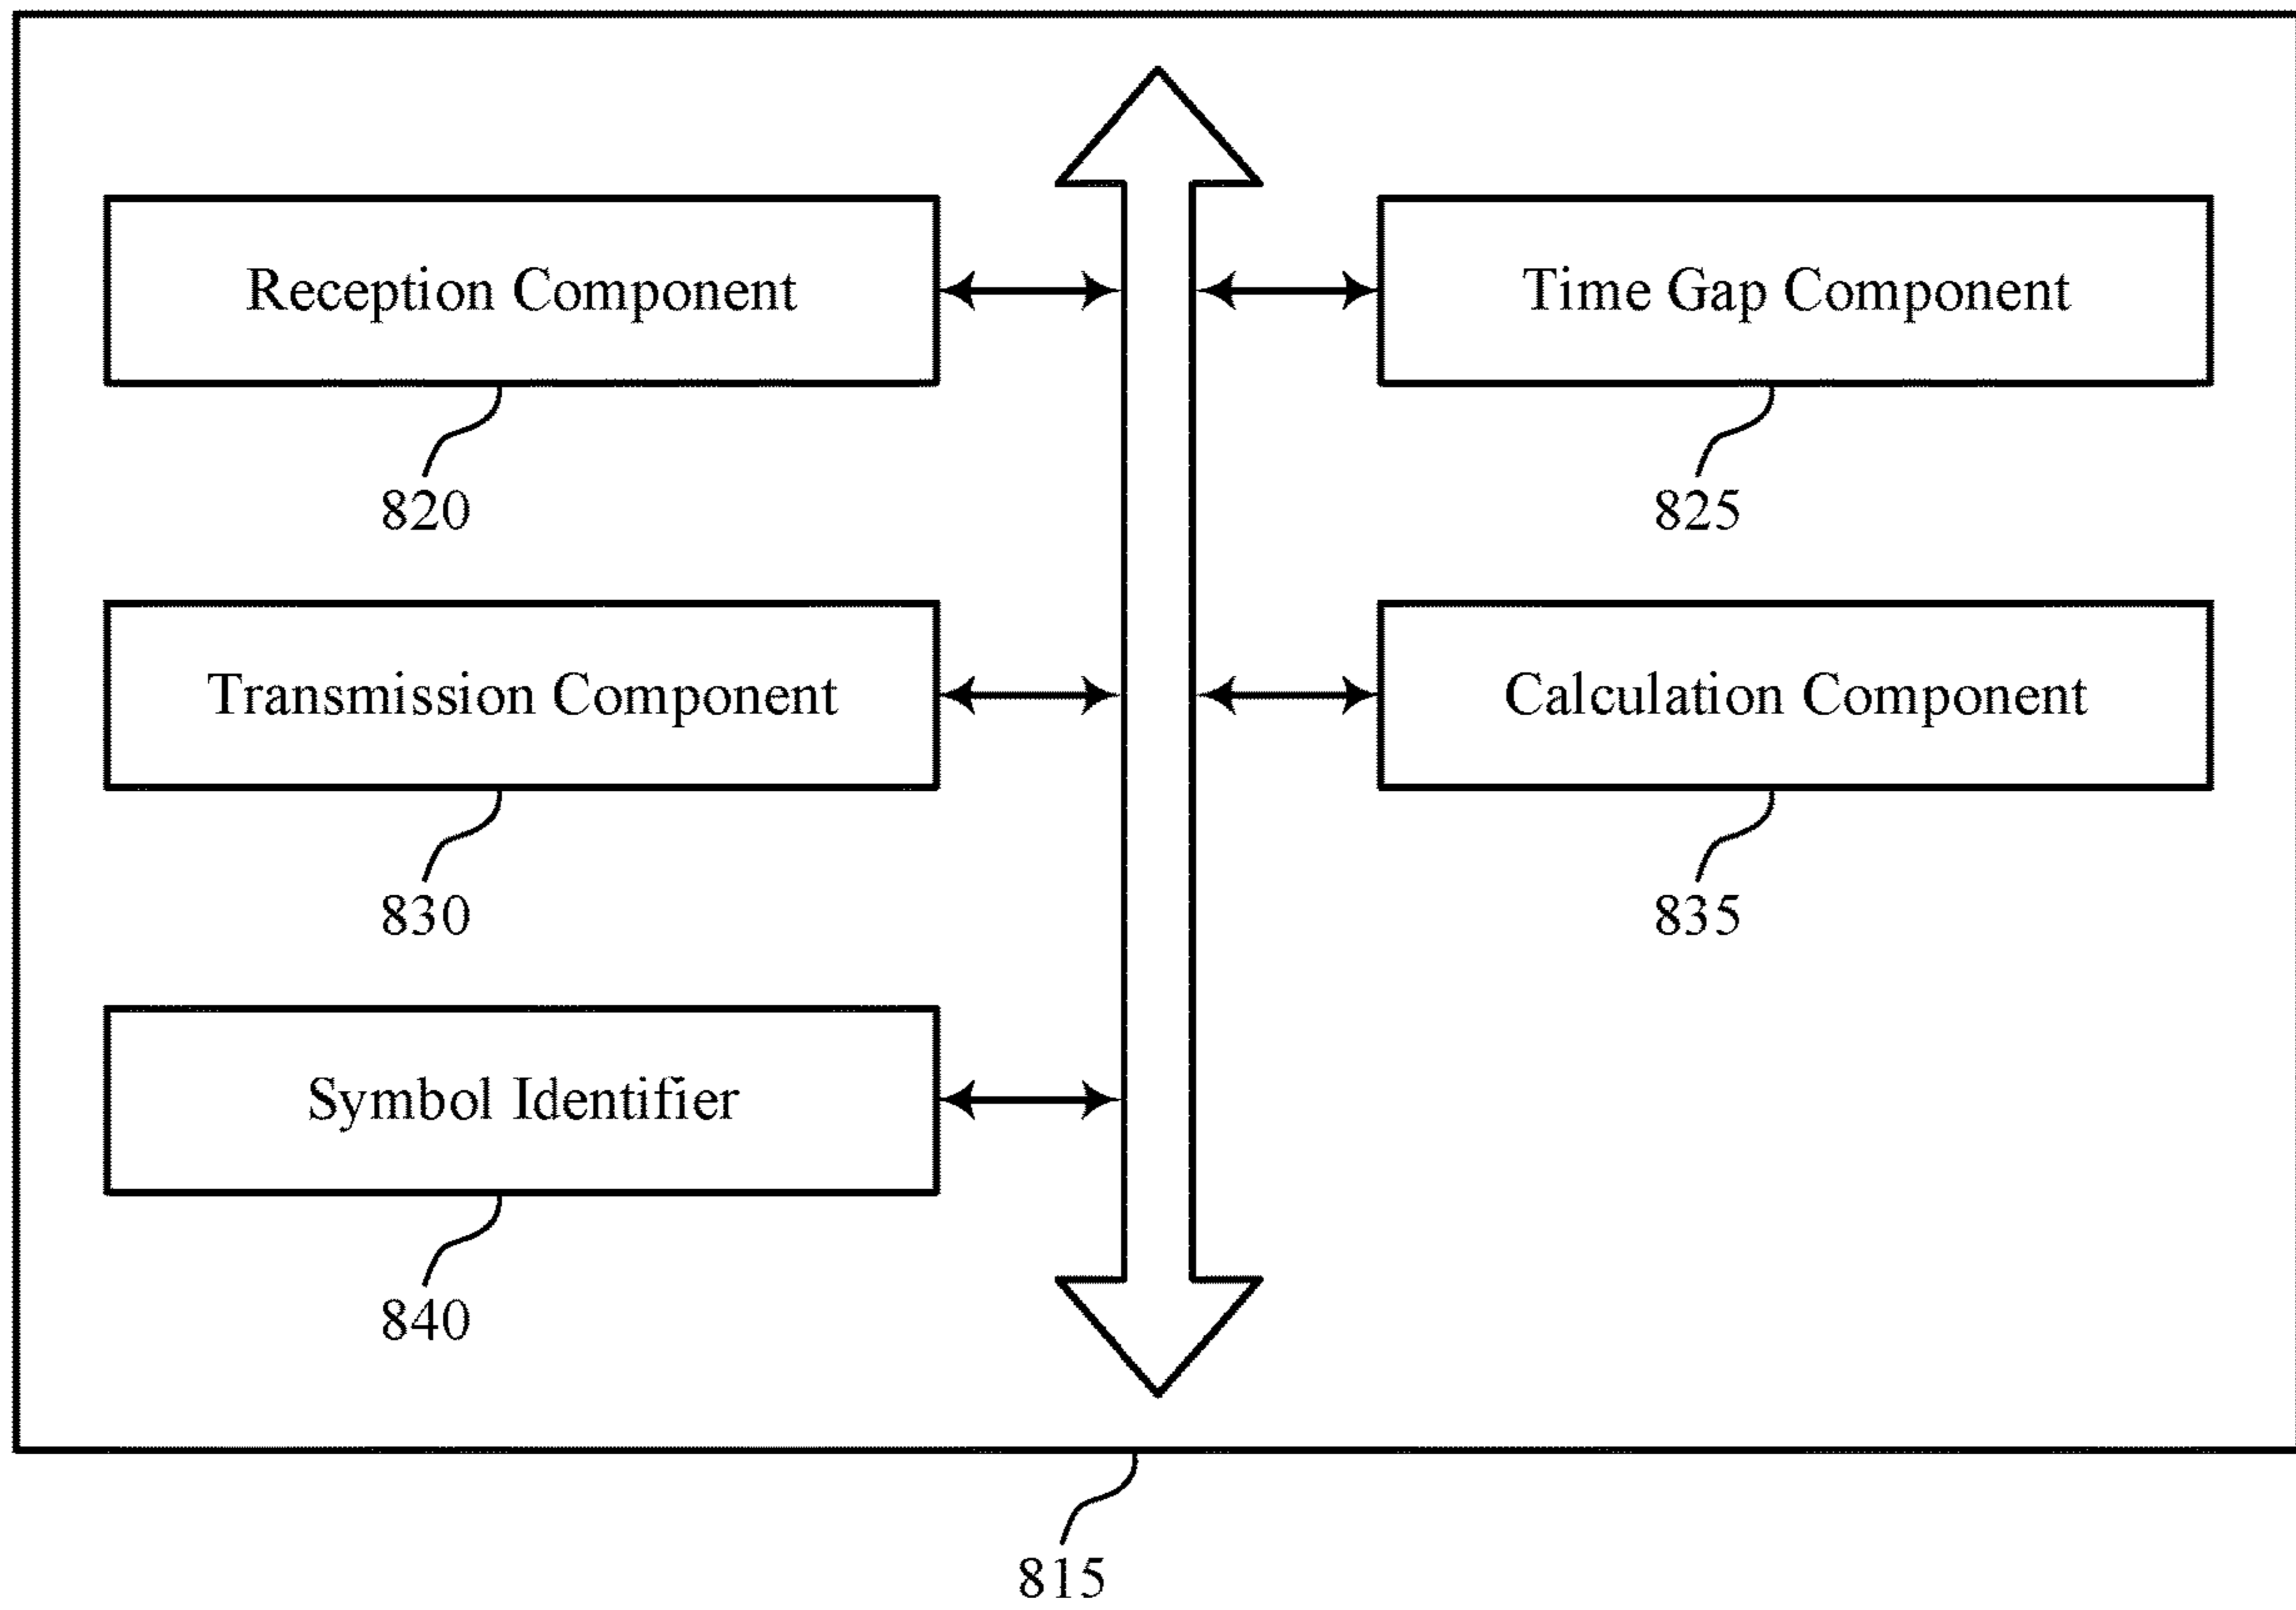 Reception Component
Time Gap Component
820
825
Transmission Component
Calculation Component
830
835
Symbol Identifier
840
815